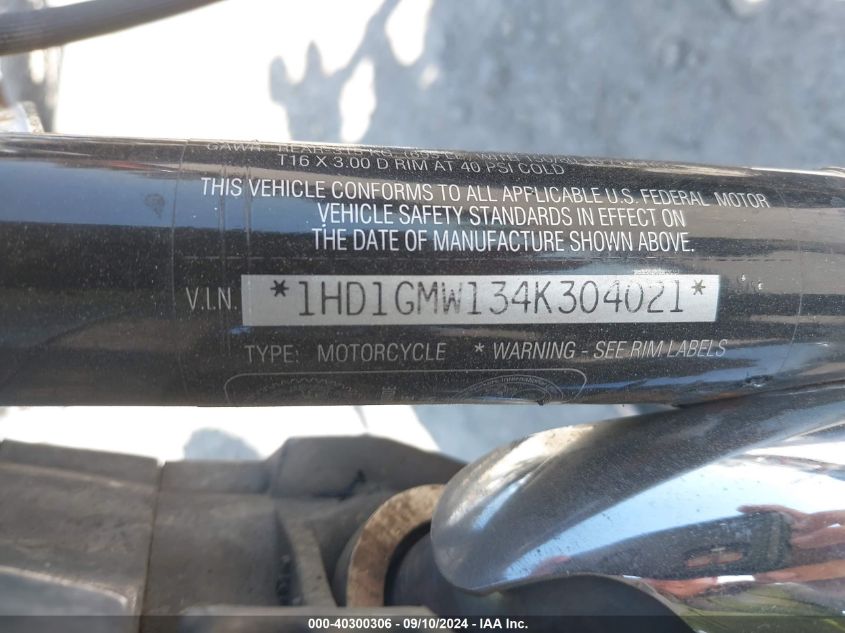 T16 X 3.00 D RIM AT 40 PSI COLD
THIS VEHICLE CONFORMS TO ALL APPLICABLE U.S. FEDERAL MOTOR
VEHICLE SAFETY STANDARDS IN EFFECT ON
THE DATE OF MANUFACTURE SHOWN ABOVE.
V.I.N. *1HD1GMW134K304021*
TYPE: MOTORCYCLE * WARNING - SEE RIM LABELS
000-40300306 - 09/10/2024 - IAA Inc.